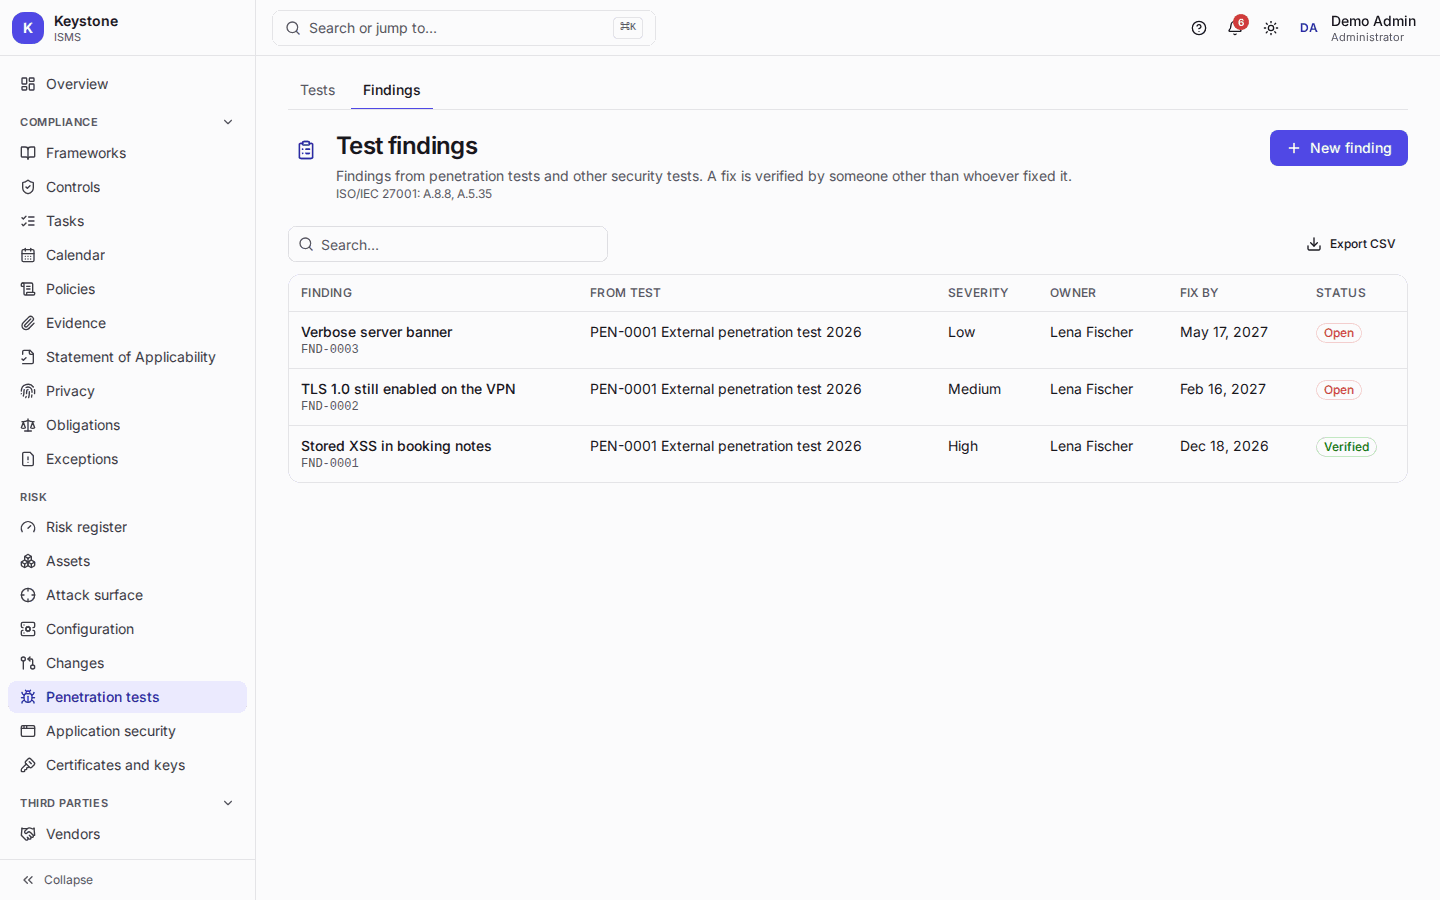 K
Keystone
ISMS
Search or jump to...
⌘K
6
DA
Demo Admin
Administrator
Overview
COMPLIANCE
Frameworks
Controls
Tasks
Calendar
Policies
Evidence
Statement of Applicability
Privacy
Obligations
Exceptions
RISK
Risk register
Assets
Attack surface
Configuration
Changes
Penetration tests
Application security
Certificates and keys
THIRD PARTIES
Vendors
Collapse
Tests Findings
Test findings
New finding
Findings from penetration tests and other security tests. A fix is verified by someone other than whoever fixed it.
ISO/IEC 27001: A.8.8, A.5.35
Search...
Export CSV
FINDING FROM TEST SEVERITY OWNER FIX BY STATUS
Verbose server banner PEN-0001 External penetration test 2026 Low Lena Fischer May 17, 2027 Open
FND-0003
TLS 1.0 still enabled on the VPN PEN-0001 External penetration test 2026 Medium Lena Fischer Feb 16, 2027 Open
FND-0002
Stored XSS in booking notes PEN-0001 External penetration test 2026 High Lena Fischer Dec 18, 2026 Verified
FND-0001